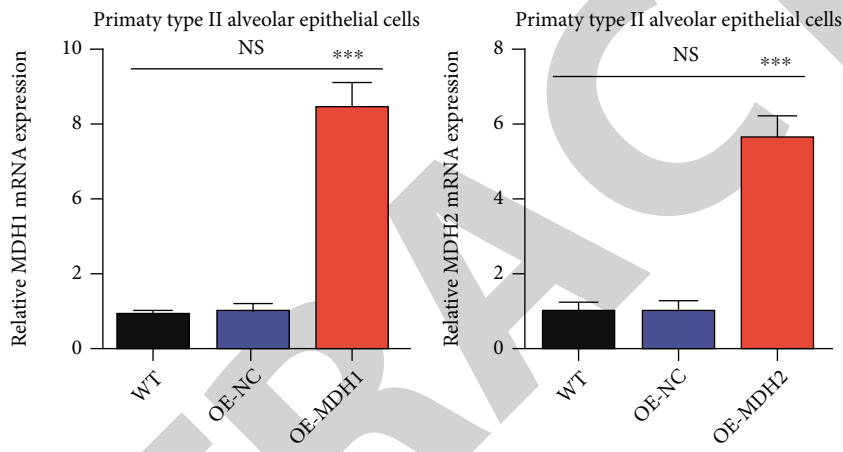 Primaty type II alveolar epithelial cells
Relative MDH1 mRNA expression
10
8
6
2
0
NS
***
WT
OE-NC
OE-MDH1
Primaty type II alveolar epithelial cells
Relative MDH2 mRNA expression
8
6
4
2
0
NS
***
WT
OE-NC
OE-MDH2
TRAC